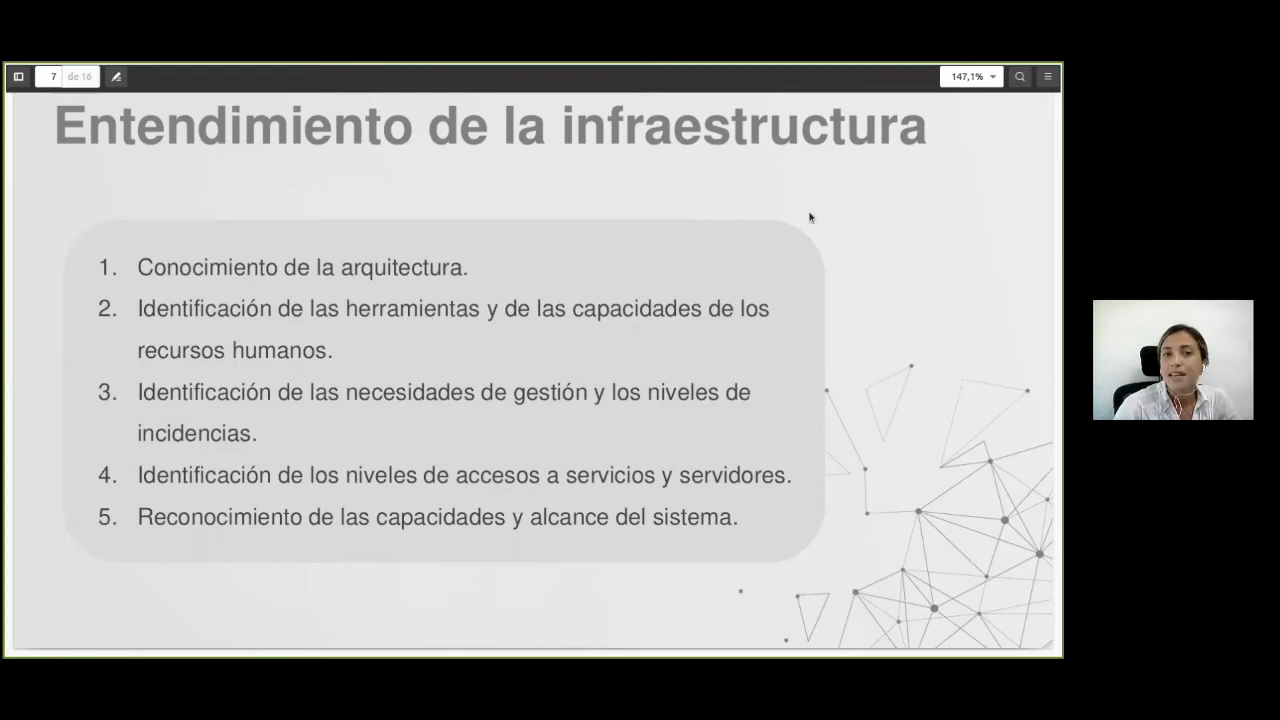 7 de 16
147,1%
Entendimiento de la infraestructura
1. Conocimiento de la arquitectura.
2. Identificación de las herramientas y de las capacidades de los
recursos humanos.
3. Identificación de las necesidades de gestión y los niveles de
incidencias.
4. Identificación de los niveles de accesos a servicios y servidores.
5. Reconocimiento de las capacidades y alcance del sistema.